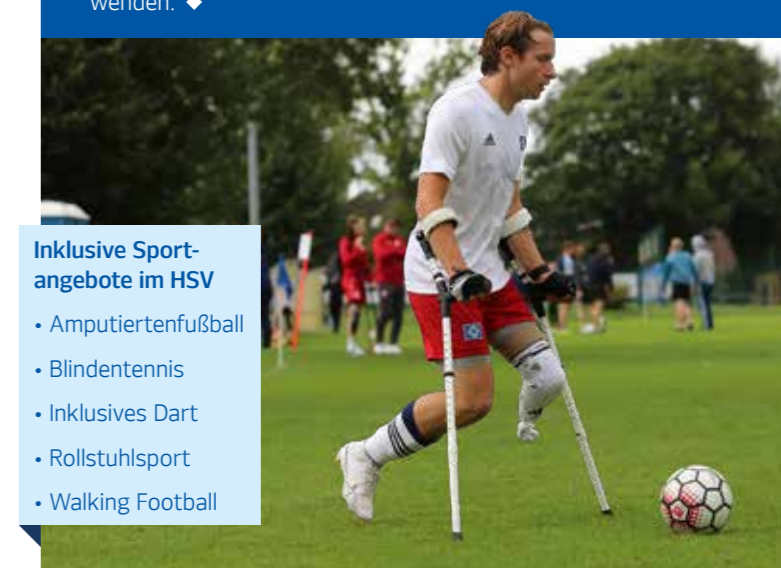 wenden. ◆
Inklusive Sport-
angebote im HSV
• Amputiertenfußball
• Blindentennis
• Inklusives Dart
• Rollstuhlsport
• Walking Football